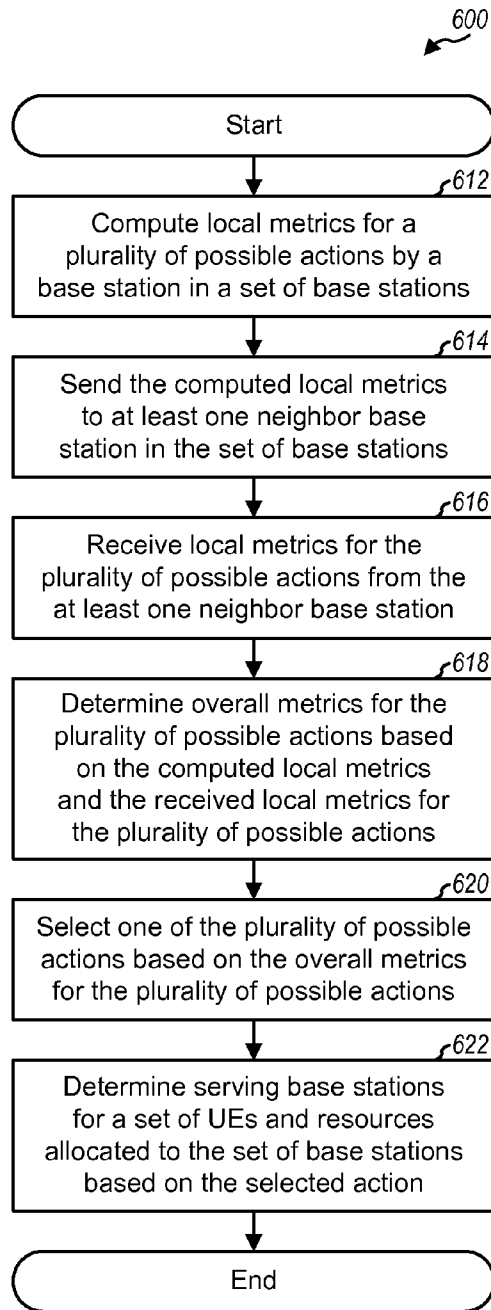 600
Start
612
Compute local metrics for a
plurality of possible actions by a
base station in a set of base stations
614
Send the computed local metrics
to at least one neighbor base
station in the set of base stations
616
Receive local metrics for the
plurality of possible actions from the
at least one neighbor base station
618
Determine overall metrics for the
plurality of possible actions based
on the computed local metrics
and the received local metrics for
the plurality of possible actions
620
Select one of the plurality of possible
actions based on the overall metrics
for the plurality of possible actions
622
Determine serving base stations
for a set of UEs and resources
allocated to the set of base stations
based on the selected action
End